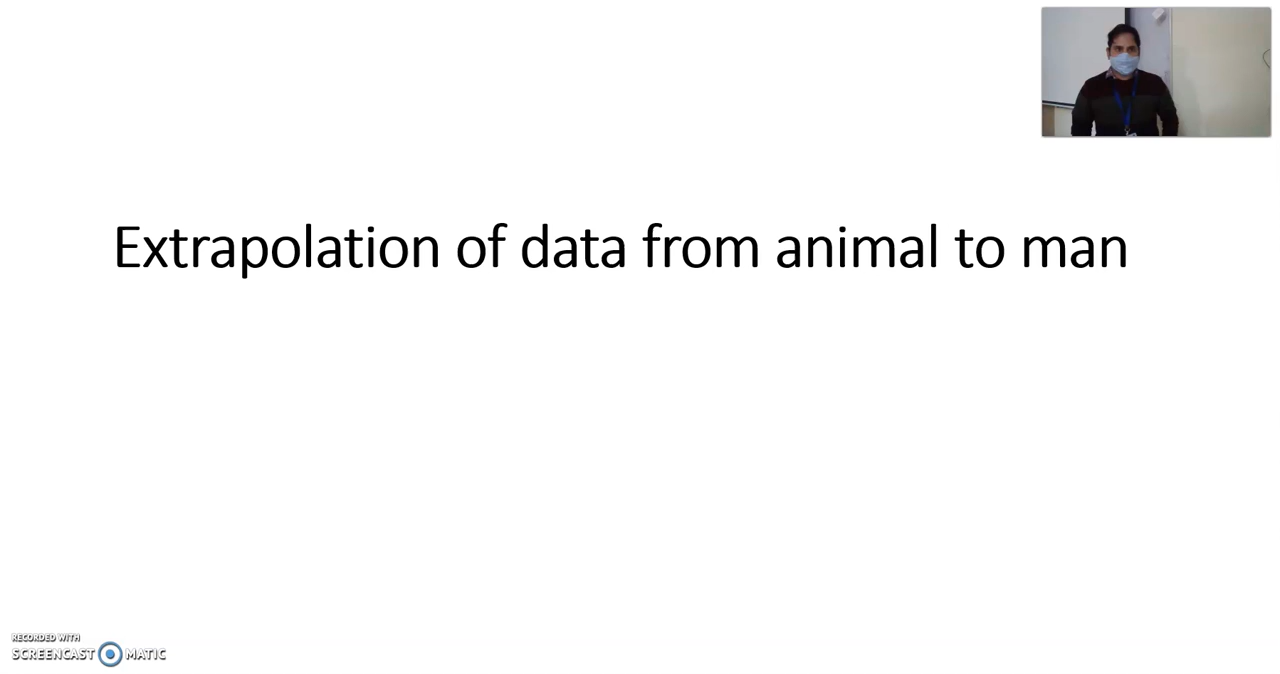 Extrapolation of data from animal to man
RECORDED WITH
SCREENCAST MATIC